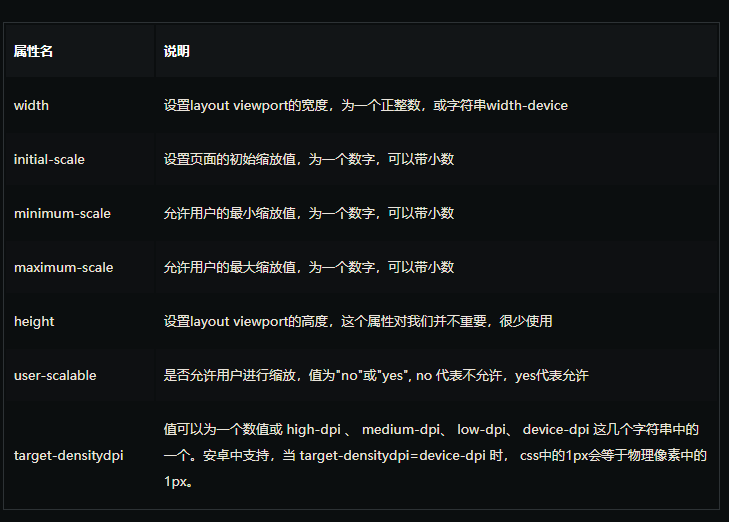 属性名 说明
width 设置layout viewport的宽度，为一个正整数，或字符串width-device
initial-scale 设置页面的初始缩放值，为一个数字，可以带小数
minimum-scale 允许用户的最小缩放值，为一个数字，可以带小数
maximum-scale 允许用户的最大缩放值，为一个数字，可以带小数
height 设置layout viewport的高度，这个属性对我们并不重要，很少使用
user-scalable 是否允许用户进行缩放，值为"no"或"yes", no 代表不允许，yes代表允许
值可以为一个数值或 high-dpi 、 medium-dpi、 low-dpi、 device-dpi 这几个字符串中的
target-densitydpi 一个。安卓中支持，当 target-densitydpi=device-dpi 时， css中的1px会等于物理像素中的
1px。